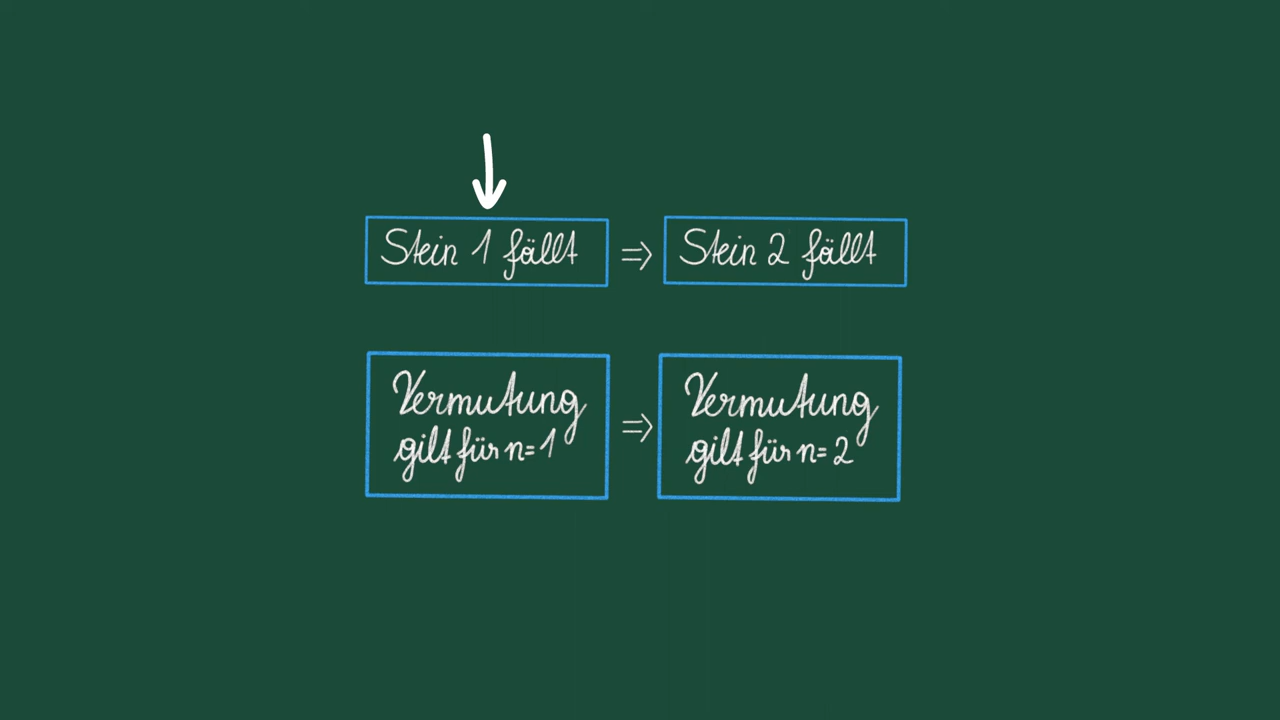 Stein 1 fällt ⇒ Stein 2 fällt
Vermutung
gilt für n=1
⇒
Vermutung
gilt für n=2